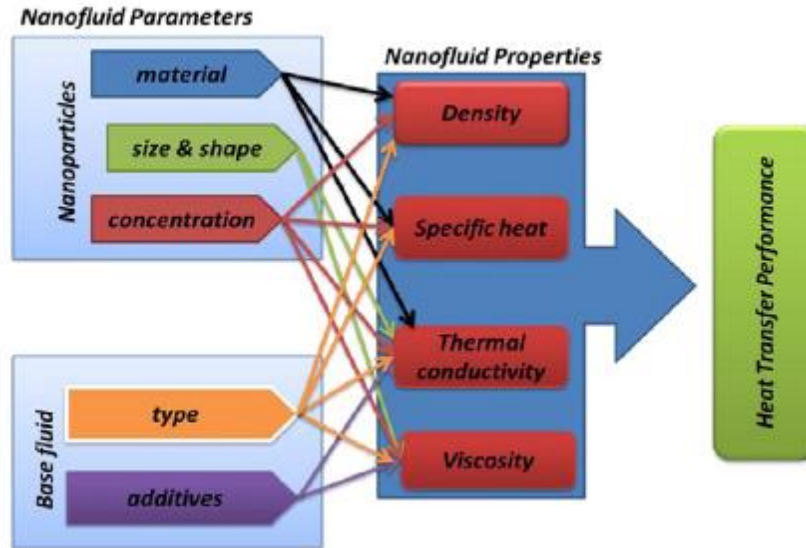 Nanofluid Parameters
Nanoparticles
material
size & shape
concentration
Base fluid
type
additives
Nanofluid Properties
Density
Specific heat
Thermal
conductivity
Viscosity
Heat Transfer Performance